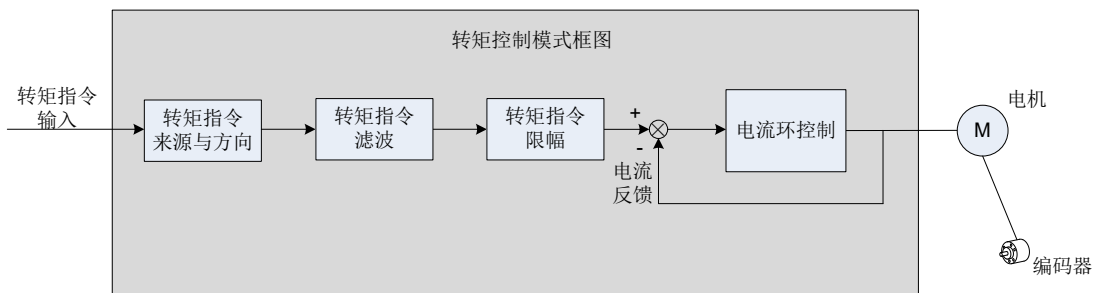 转矩控制模式框图
转矩指令
输入
转矩指令
来源与方向
转矩指令
滤波
转矩指令
限幅
+
-
电流
反馈
电流环控制
电机
M
编码器